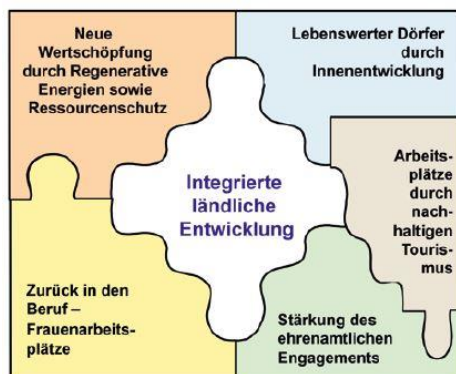 Neue
Wertschöpfung
durch Regenerative
Energien sowie
Ressourcenschutz
Lebenswerter Dörfer
durch
Innenentwicklung
Integrierte
ländliche
Entwicklung
Arbeits-
plätze
durch
nach-
haltigen
Touris-
mus
Zurück in den
Beruf –
Frauenarbeits-
plätze
Stärkung des
ehrenamtlichen
Engagements